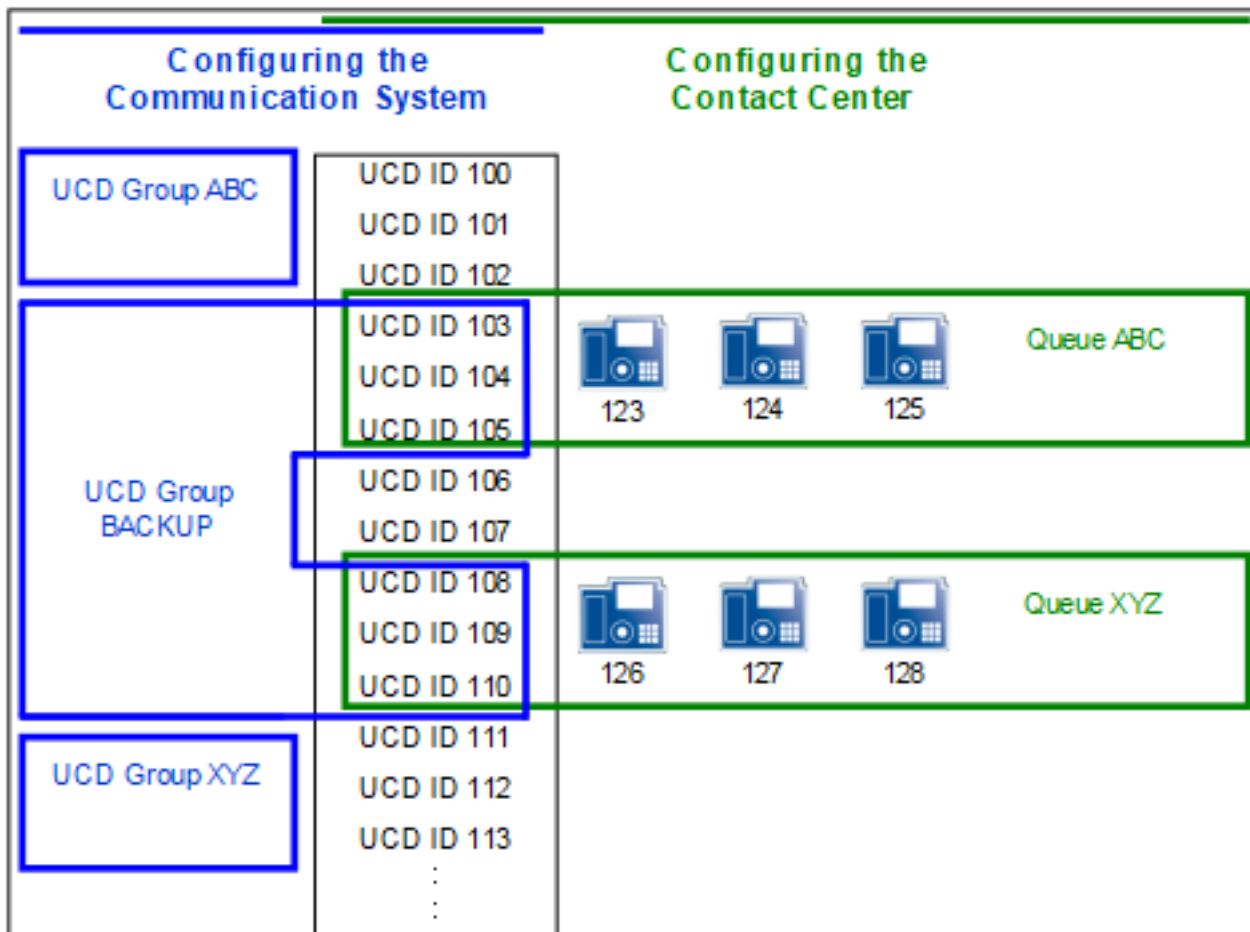 Configuring the
Communication System
Configuring the
Contact Center
UCD Group ABC
UCD ID 100
UCD ID 101
UCD ID 102
UCD ID 103
UCD ID 104
UCD ID 105
123
124
125
Queue ABC
UCD Group
BACKUP
UCD ID 106
UCD ID 107
UCD ID 108
UCD ID 109
UCD ID 110
126
127
128
Queue XYZ
UCD Group XYZ
UCD ID 111
UCD ID 112
UCD ID 113